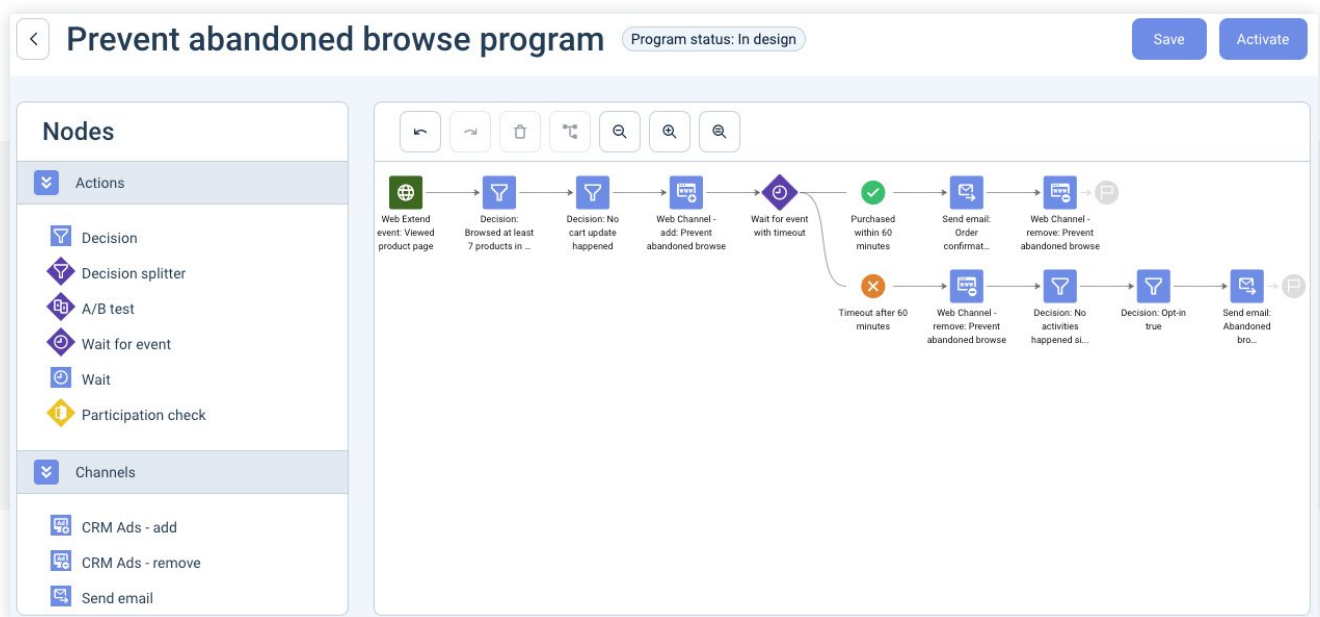 Prevent abandoned browse program
Program status: In design
Save
Activate
Nodes
Actions
Decision
Decision splitter
A/B test
Wait for event
Wait
Participation check
Channels
CRM Ads - add
CRM Ads - remove
Send email
Web Extend
event: Viewed
product page
Decision:
Browsed at least
7 products in ...
Decision: No
cart update
happened
Web Channel -
add: Prevent
abandoned browse
Wait for event
with timeout
Purchased
within 60
minutes
Send email:
Order
confirmat...
Web Channel -
remove: Prevent
abandoned browse
Timeout after 60
minutes
Web Channel -
remove: Prevent
abandoned browse
Decision: No
activities
happened si...
Decision: Opt-in
true
Send email:
Abandoned
bro...